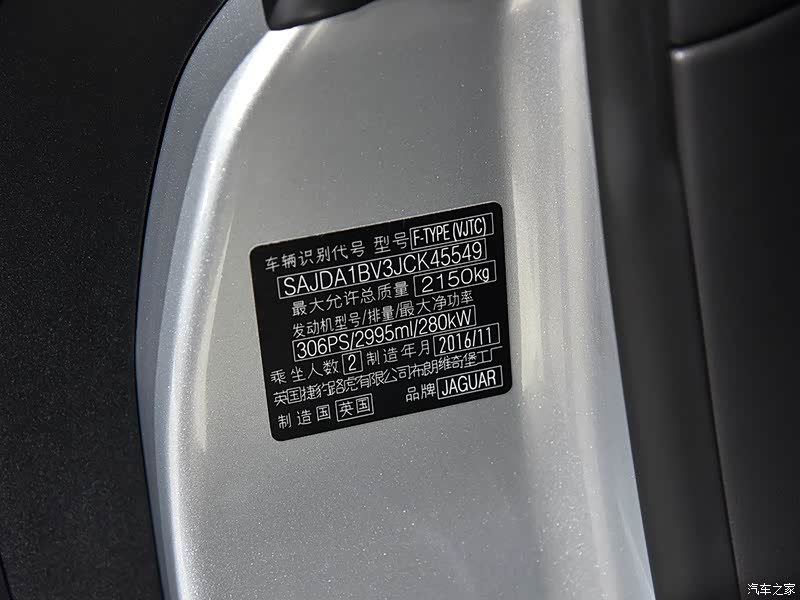 车辆识别代号 型号 F-TYPE (VJTC)
SAJDA1BV3JCK45549
最大允许总质量 2150kg
发动机型号/排量/最大净功率
306PS/2995ml/280kW
乘坐人数 2 制造年月 2016/11
英国捷豹路虎有限公司布朗维奇堡工厂
制造国 英国 品牌 JAGUAR
汽车之家